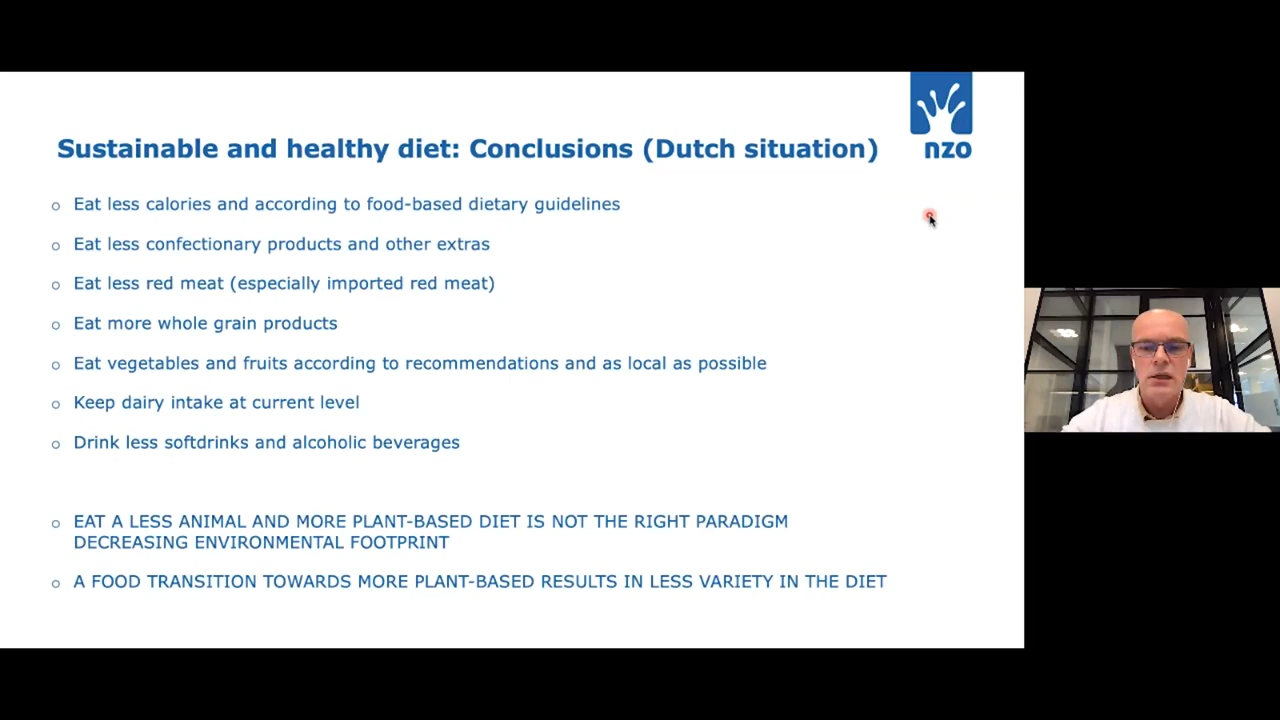 nzo
Sustainable and healthy diet: Conclusions (Dutch situation)
Eat less calories and according to food-based dietary guidelines
Eat less confectionary products and other extras
Eat less red meat (especially imported red meat)
Eat more whole grain products
Eat vegetables and fruits according to recommendations and as local as possible
Keep dairy intake at current level
Drink less softdrinks and alcoholic beverages
EAT A LESS ANIMAL AND MORE PLANT-BASED DIET IS NOT THE RIGHT PARADIGM
DECREASING ENVIRONMENTAL FOOTPRINT
A FOOD TRANSITION TOWARDS MORE PLANT-BASED RESULTS IN LESS VARIETY IN THE DIET